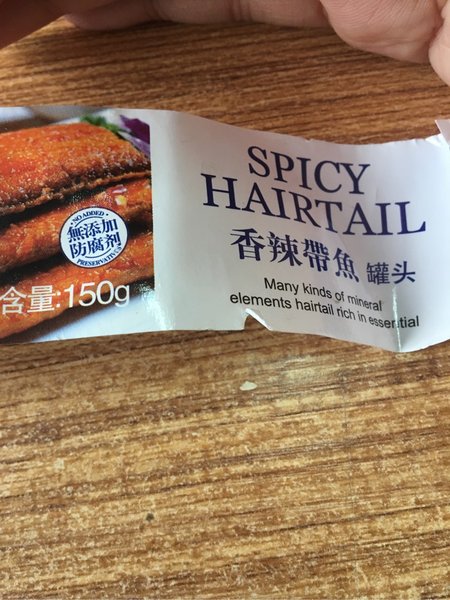 NO ADDED
無添加
防腐剂
PRESERVATIVES
含量:150g
SPICY
HAIRTAIL
香辣帶魚 罐头
Many kinds of mineral
elements hairtail rich in essential